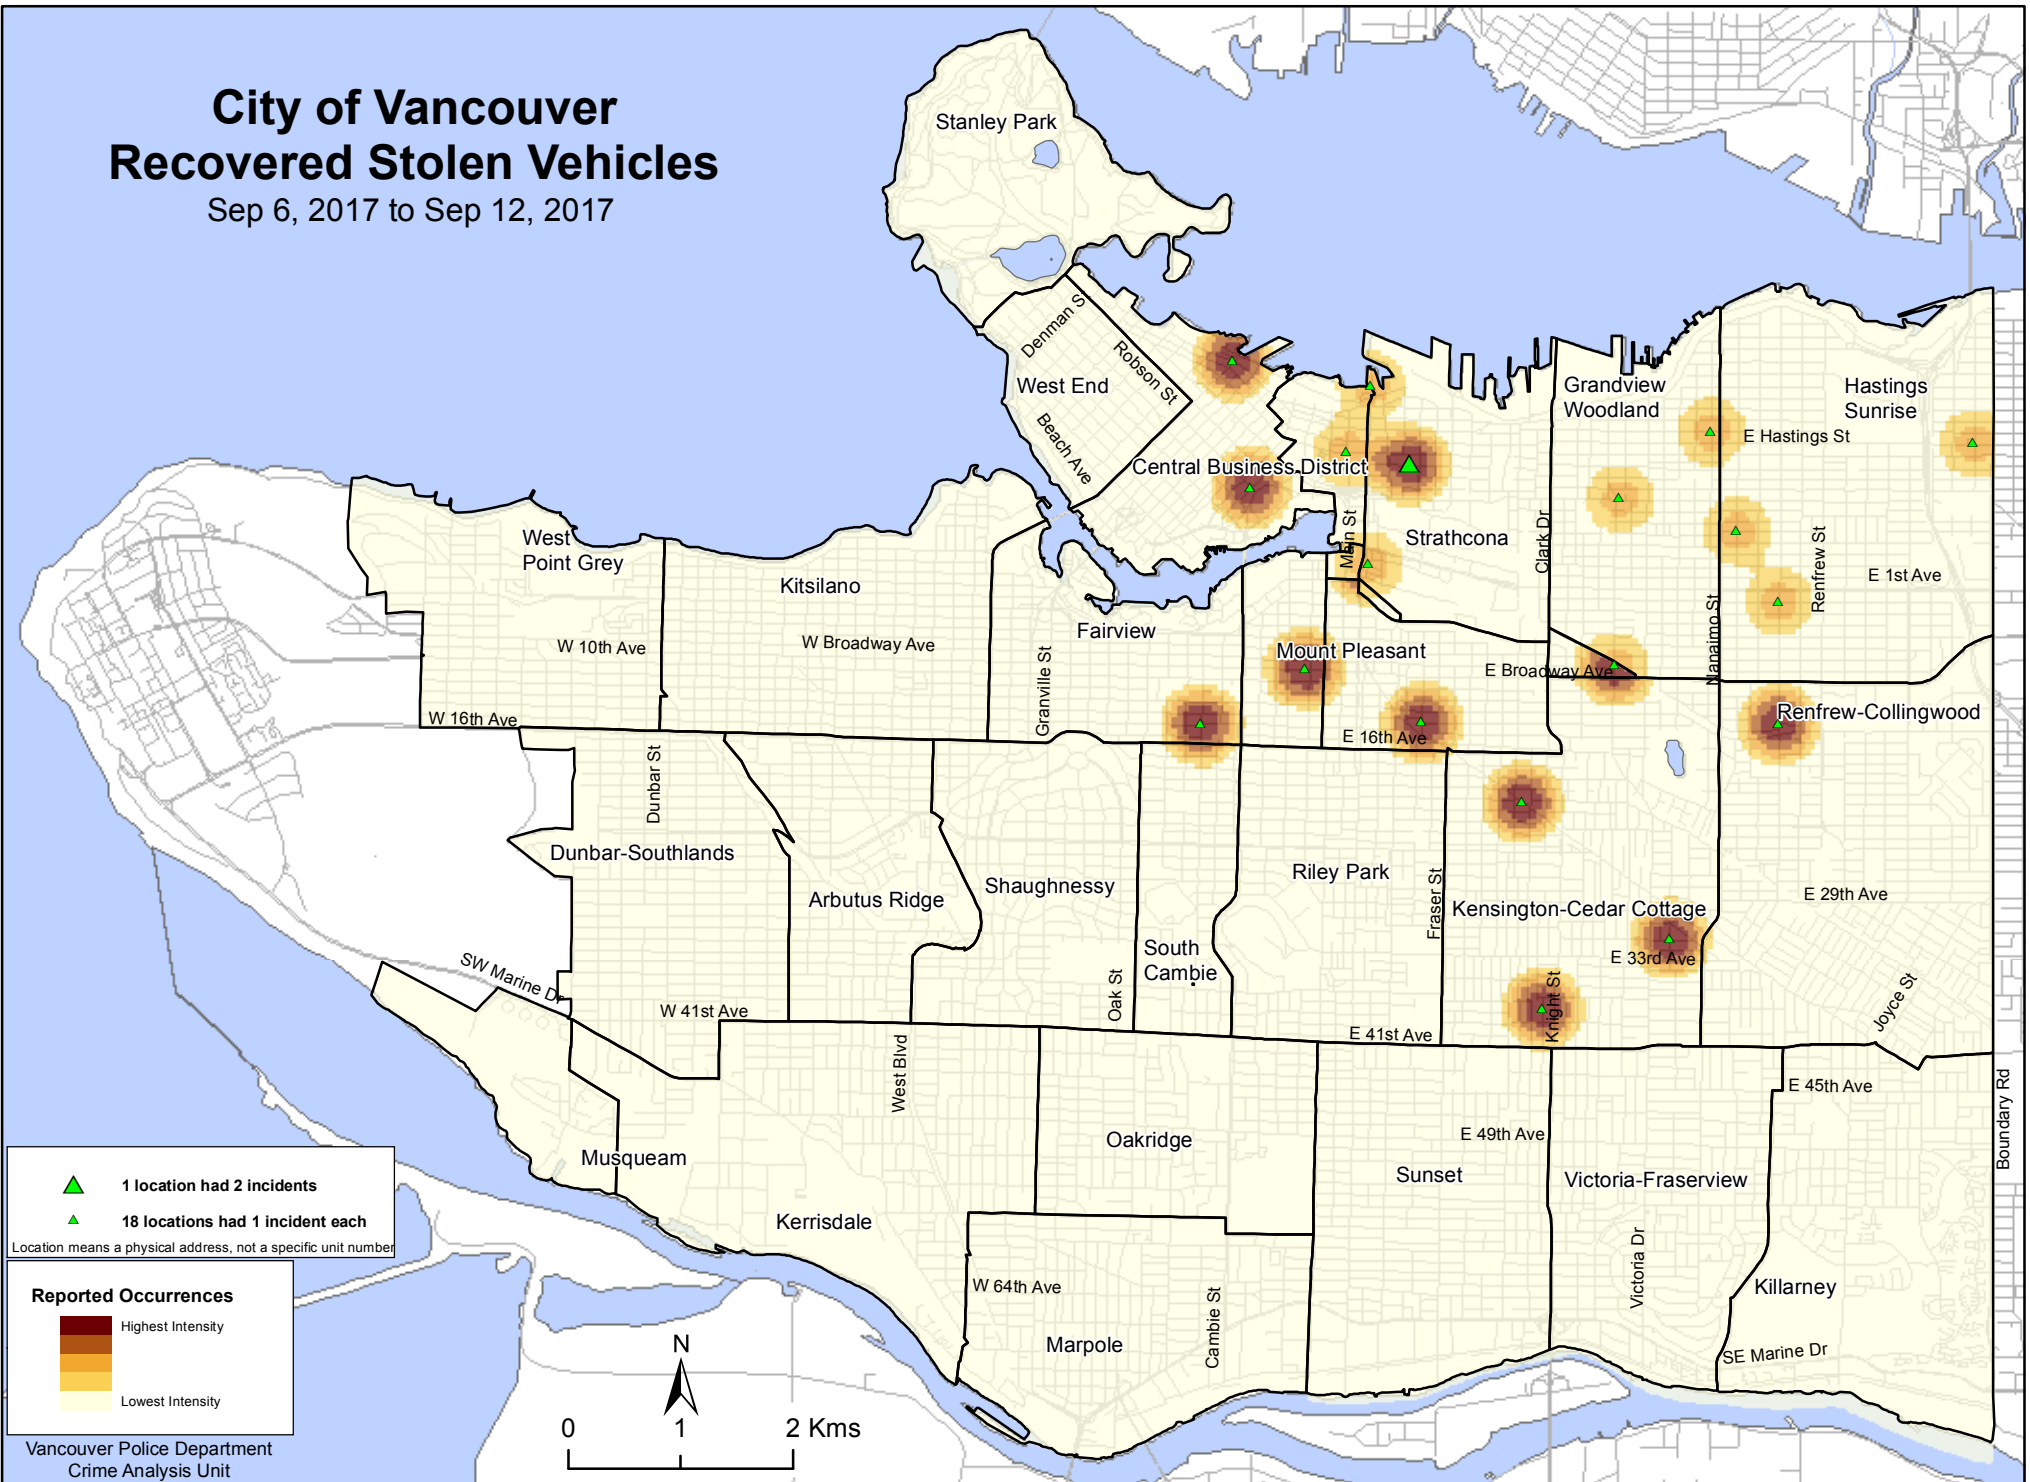 City of Vancouver
Recovered Stolen Vehicles
Sep 6, 2017 to Sep 12, 2017
Stanley Park
Denman S
Robson St
West End
Beach Ave
Central Business District
Grandview
Woodland
Hastings
Sunrise
E Hastings St
Main St
Strathcona
Clark Dr
Nanaimo St
Renfrew St
E 1st Ave
West
Point Grey
Kitsilano
Fairview
W 10th Ave
W Broadway Ave
Granville St
Mount Pleasant
E Broadway Ave
W 16th Ave
E 16th Ave
Renfrew-Collingwood
Dunbar St
Dunbar-Southlands
Arbutus Ridge
Shaughnessy
Riley Park
Fraser St
Kensington-Cedar Cottage
E 29th Ave
South
Cambie
E 33rd Ave
SW Marine Dr
W 41st Ave
Oak St
Knight St
Joyce St
E 41st Ave
West Blvd
E 45th Ave
Boundary Rd
Musqueam
Oakridge
E 49th Ave
Sunset
Victoria-Fraserview
Kerrisdale
Victoria Dr
W 64th Ave
Cambie St
Killarney
Marpole
SE Marine Dr
1 location had 2 incidents
18 locations had 1 incident each
Location means a physical address, not a specific unit number
Reported Occurrences
Highest Intensity
Lowest Intensity
N
0 1 2 Kms
Vancouver Police Department
Crime Analysis Unit